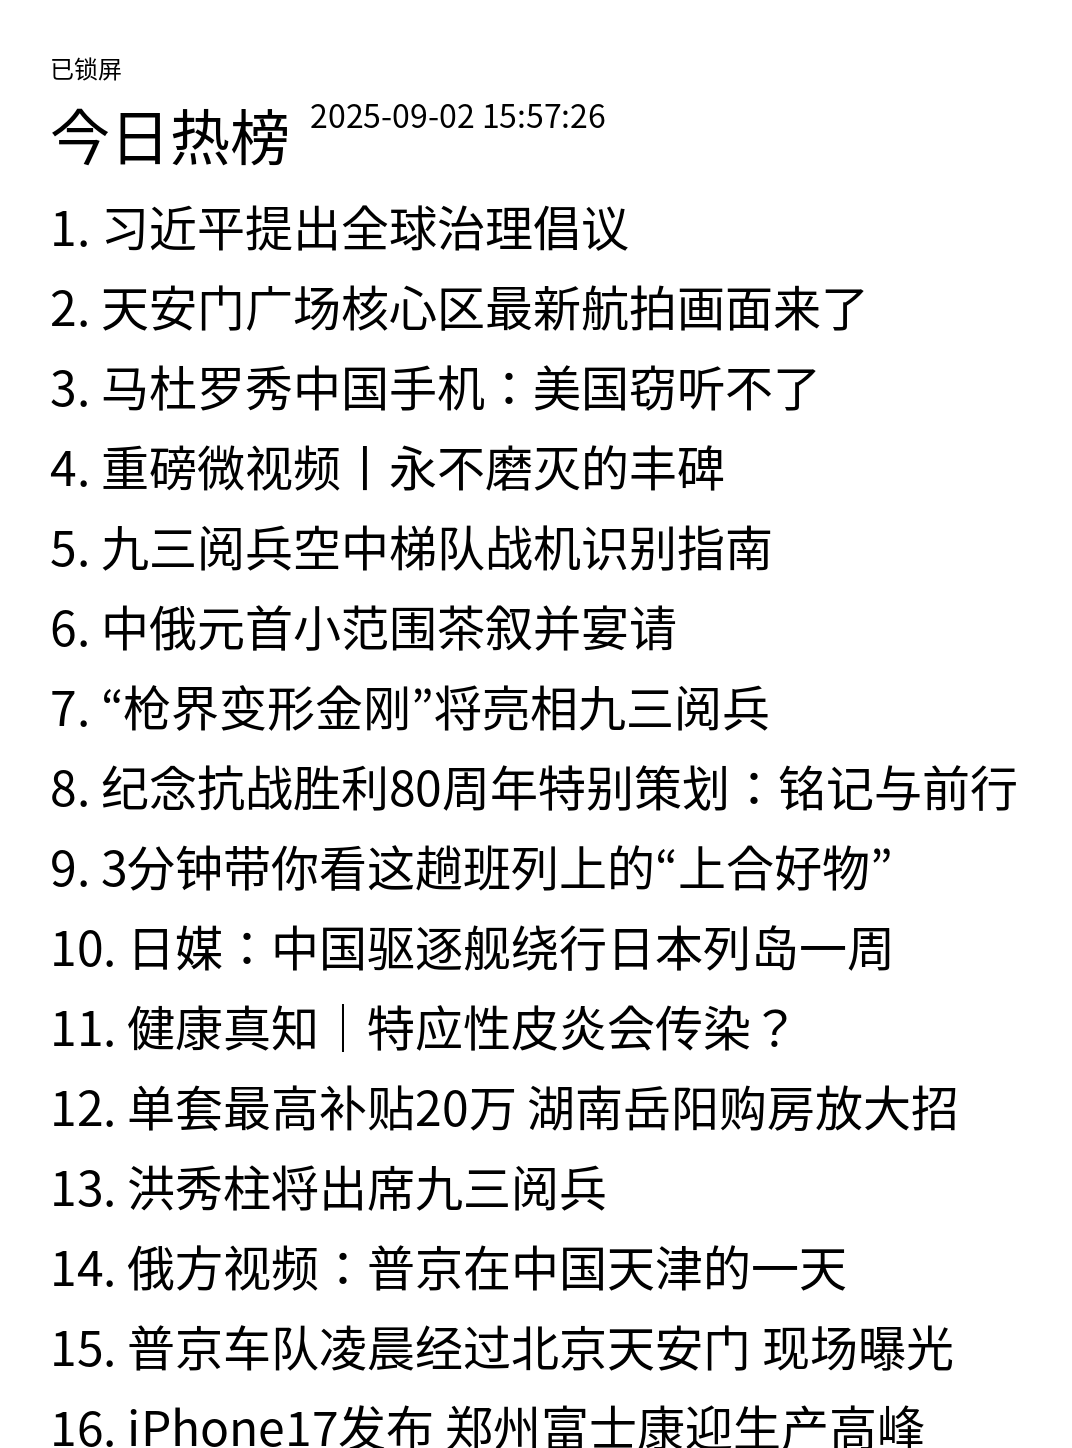 已锁屏
今日热榜 2025-09-02 15:57:26
1. 习近平提出全球治理倡议
2. 天安门广场核心区最新航拍画面来了
3. 马杜罗秀中国手机：美国窃听不了
4. 重磅微视频丨永不磨灭的丰碑
5. 九三阅兵空中梯队战机识别指南
6. 中俄元首小范围茶叙并宴请
7. “枪界变形金刚”将亮相九三阅兵
8. 纪念抗战胜利80周年特别策划：铭记与前行
9. 3分钟带你看这趟班列上的“上合好物”
10. 日媒：中国驱逐舰绕行日本列岛一周
11. 健康真知｜特应性皮炎会传染？
12. 单套最高补贴20万 湖南岳阳购房放大招
13. 洪秀柱将出席九三阅兵
14. 俄方视频：普京在中国天津的一天
15. 普京车队凌晨经过北京天安门 现场曝光
16. iPhone17发布 郑州富士康迎生产高峰